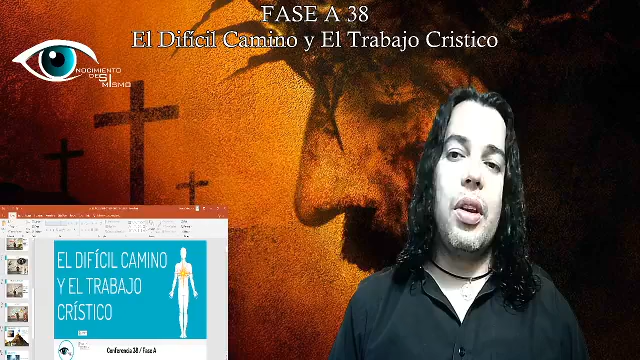 FASE A 38
El Difícil Camino y El Trabajo Cristico
NOCIMIENTO
DE
SI
MISMO
EL DIFÍCIL CAMINO
Y EL TRABAJO
CRÍSTICO
Conferencia 38 / Fase A